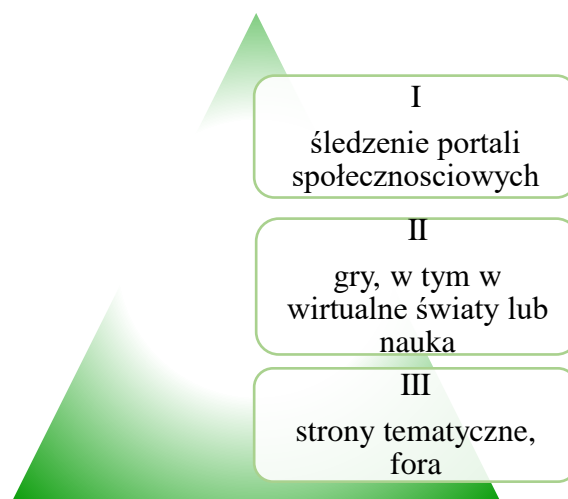 I
śledzenie portali
społecznosciowych
II
gry, w tym w
wirtualne światy lub
nauka
III
strony tematyczne,
fora